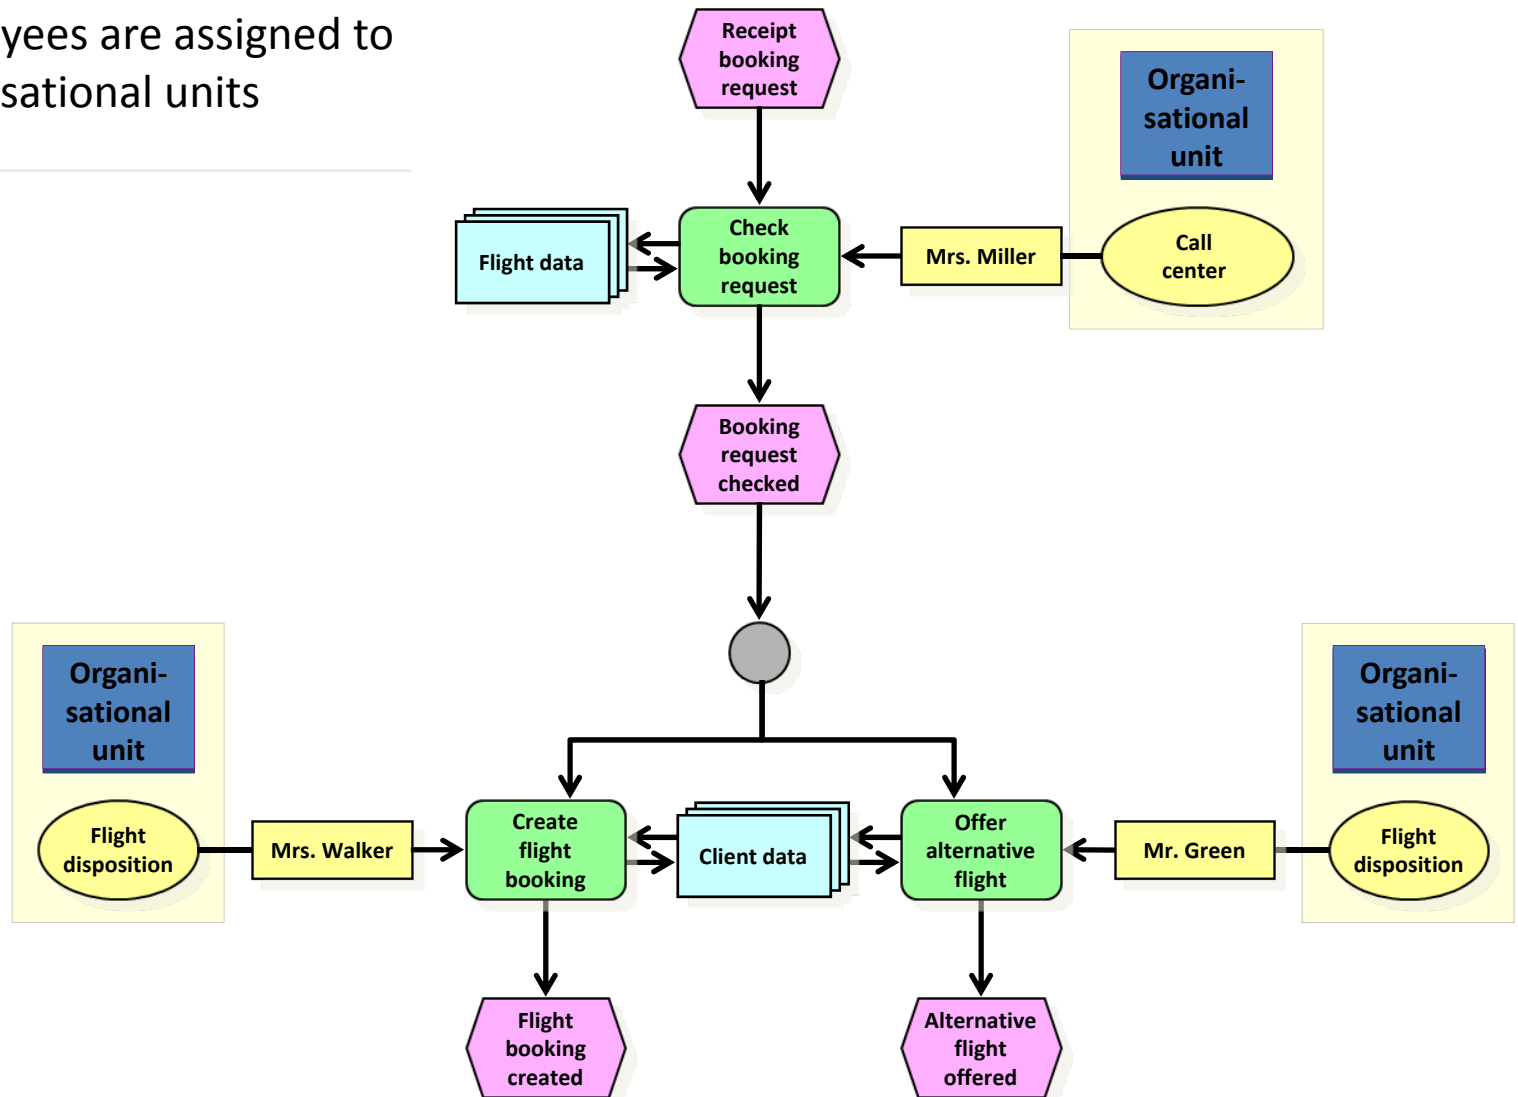 yees are assigned to
sational units
Receipt
booking
request
Organi-
sational
unit
Flight data
Check
booking
request
Mrs. Miller
Call
center
Booking
request
checked
Organi-
sational
unit
Organi-
sational
unit
Flight
disposition
Mrs. Walker
Create
flight
booking
Client data
Offer
alternative
flight
Mr. Green
Flight
disposition
Flight
booking
created
Alternative
flight
offered